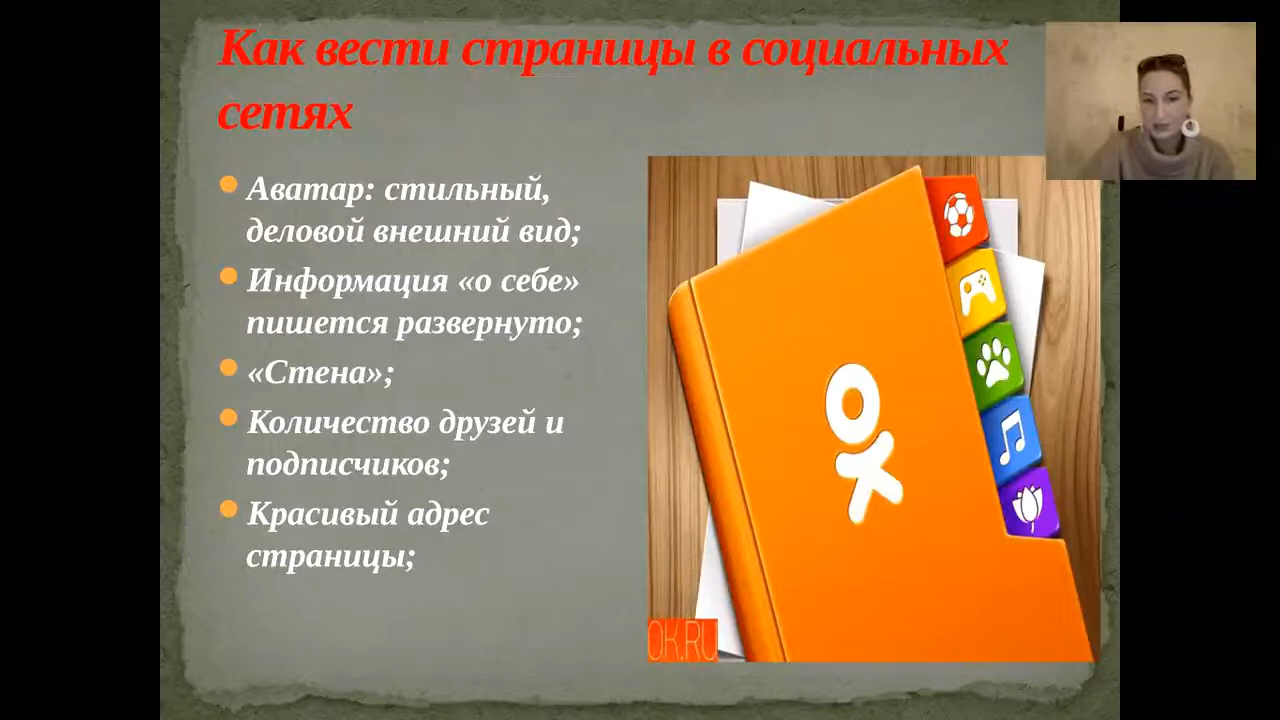 Как вести страницы в социальных
сетях
Аватар: стильный,
деловой внешний вид;
Информация «о себе»
пишется развернуто;
«Стена»;
Количество друзей и
подписчиков;
Красивый адрес
страницы;
OK.RU